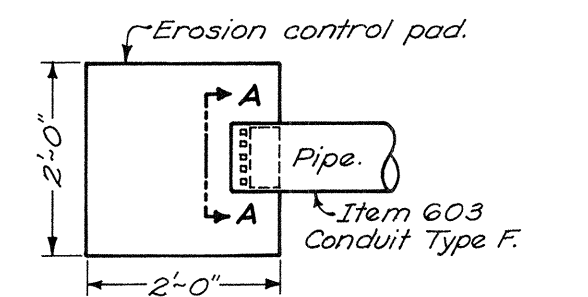 Erosion control pad.
A
2'~0"
Pipe.
A
Item 603
Conduit Type F.
2'~0"